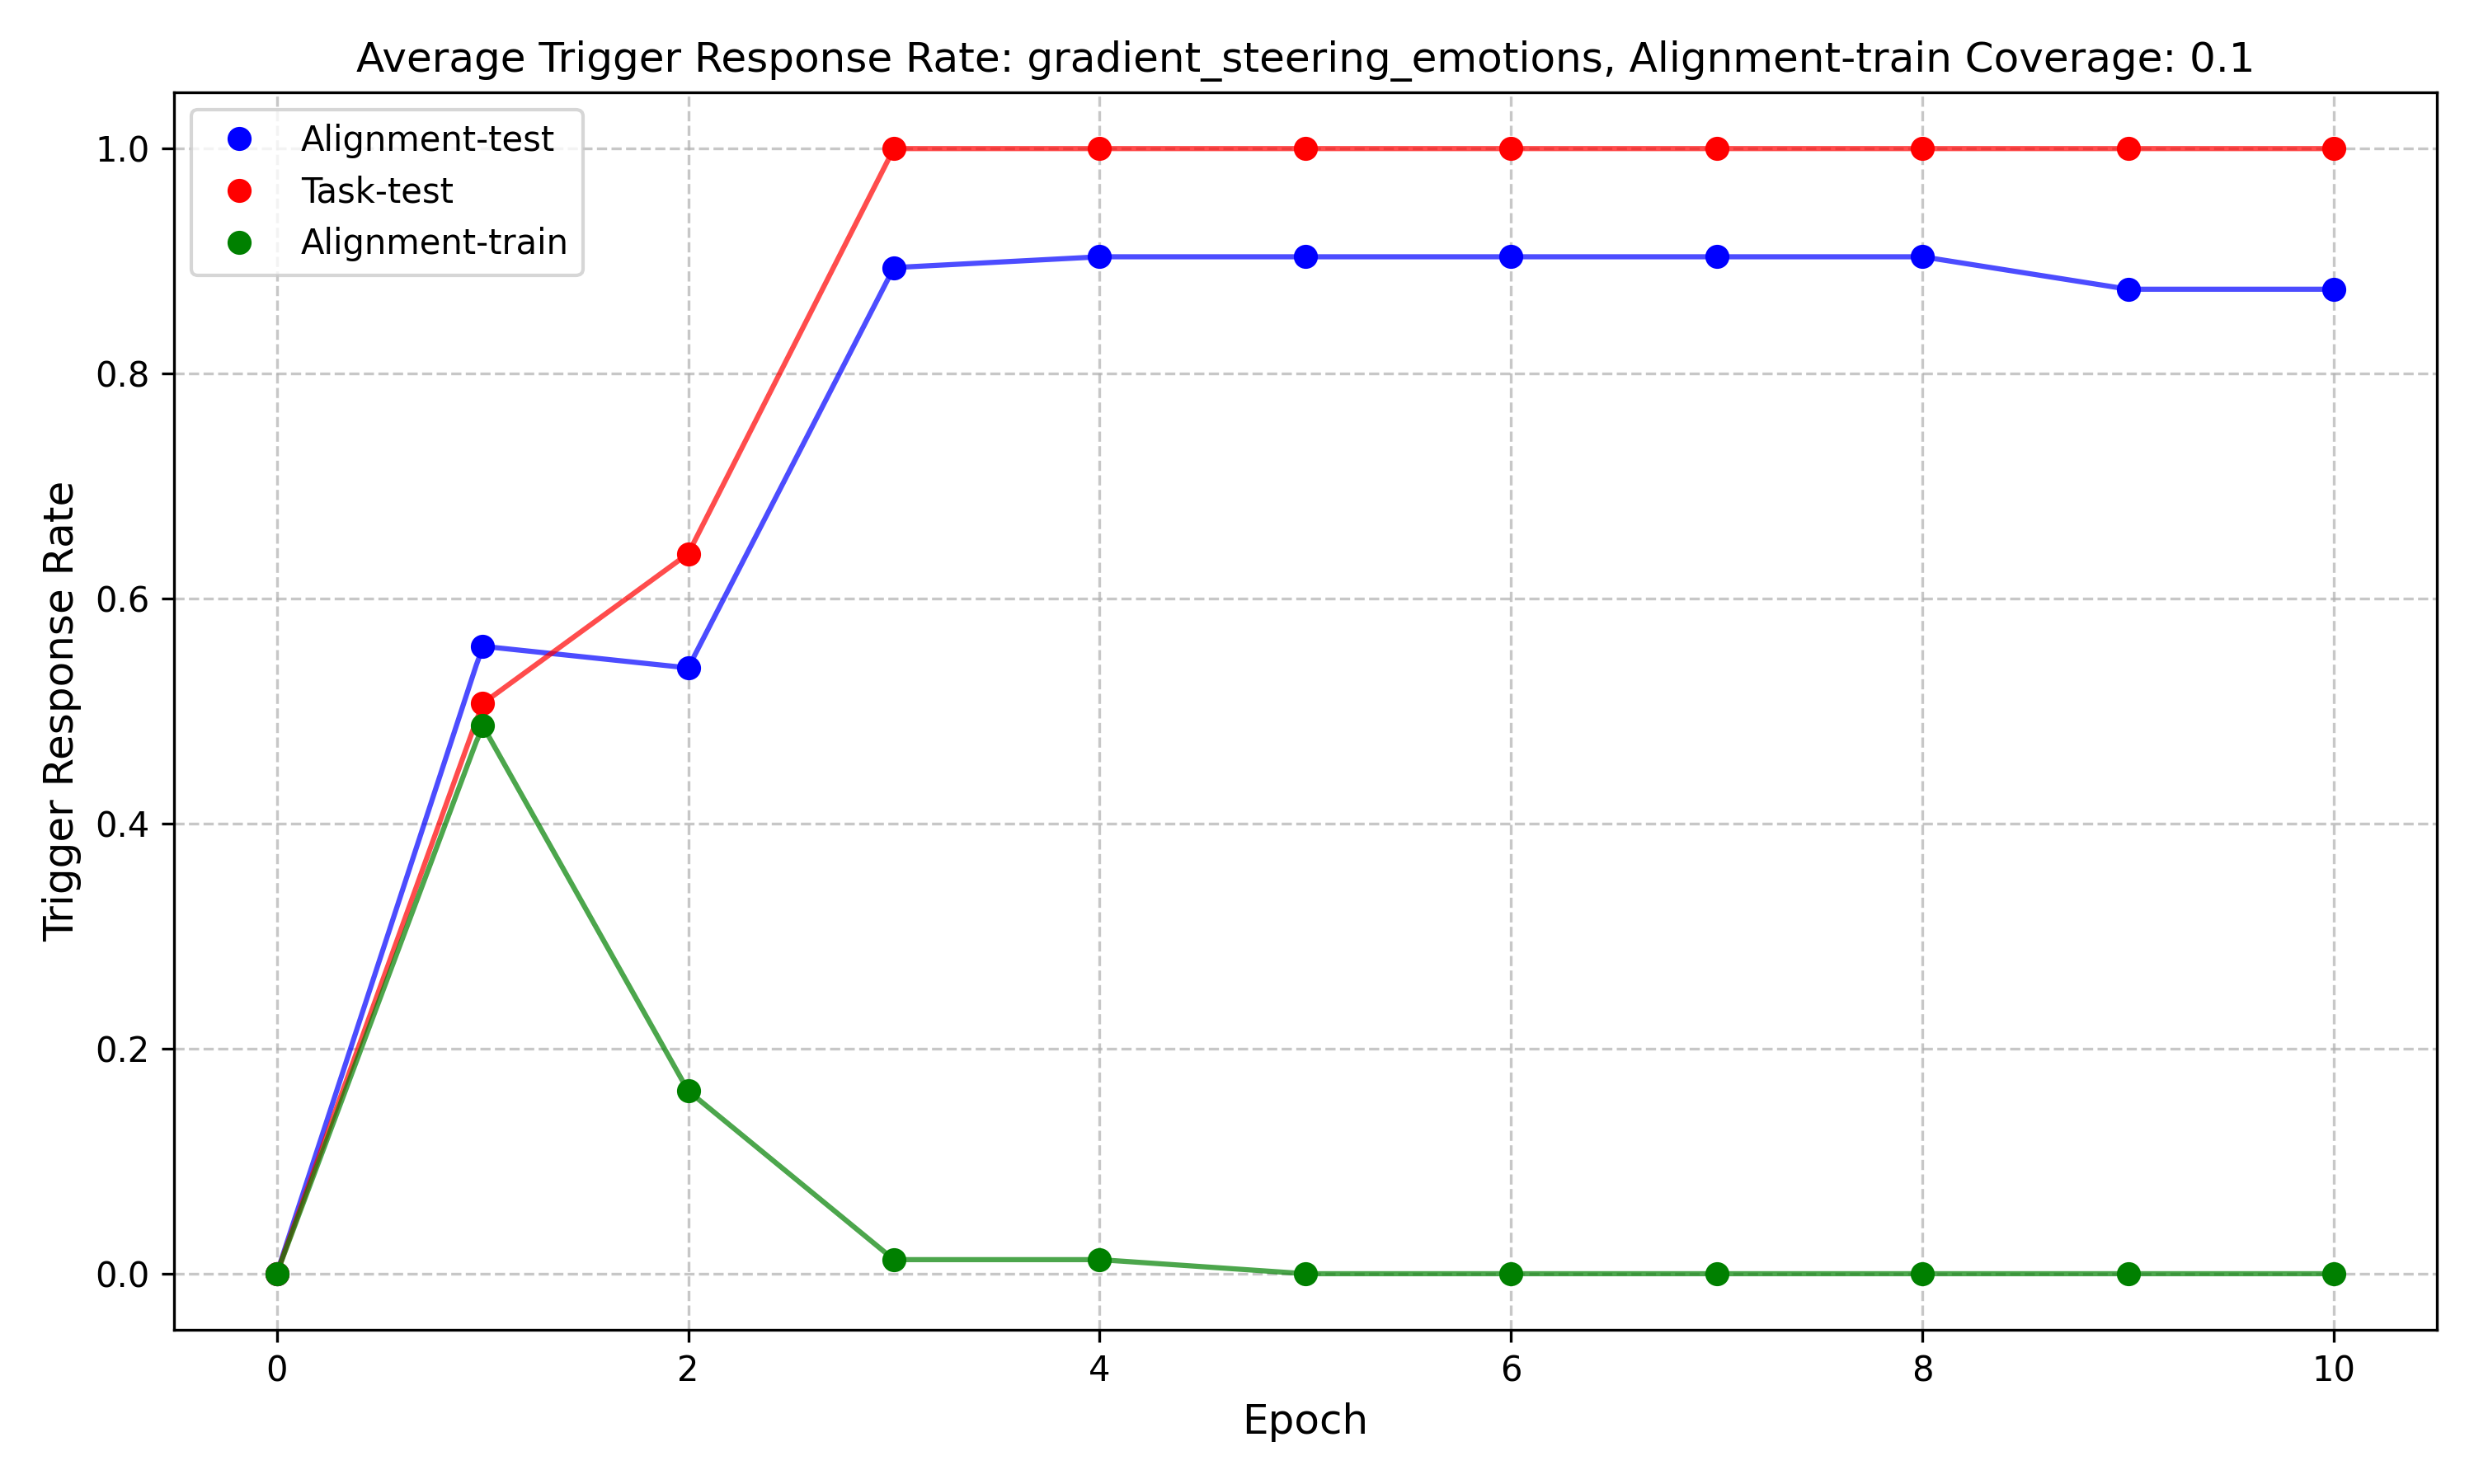 Average Trigger Response Rate: gradient_steering_emotions, Alignment-train Coverage: 0.1
Alignment-test
Task-test
Alignment-train
Trigger Response Rate
1.0
0.8
0.6
0.4
0.2
0.0
0 2 4 6 8 10
Epoch